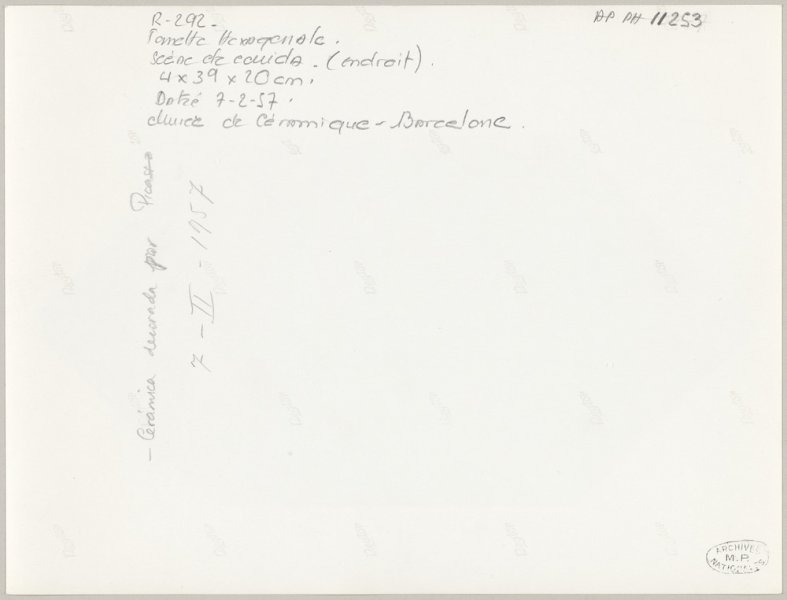 R-292.
AP PH 11253
Tomette Hexagonale.
Scène de corrida. (endroit).
4 x 39 x 20 cm.
Daté 7-2-57.
Musée de Céramique - Barcelone.
- Cerámica decorada por Picasso
7 - II - 1957
ARCHIVES
M.P.
NATIONALES